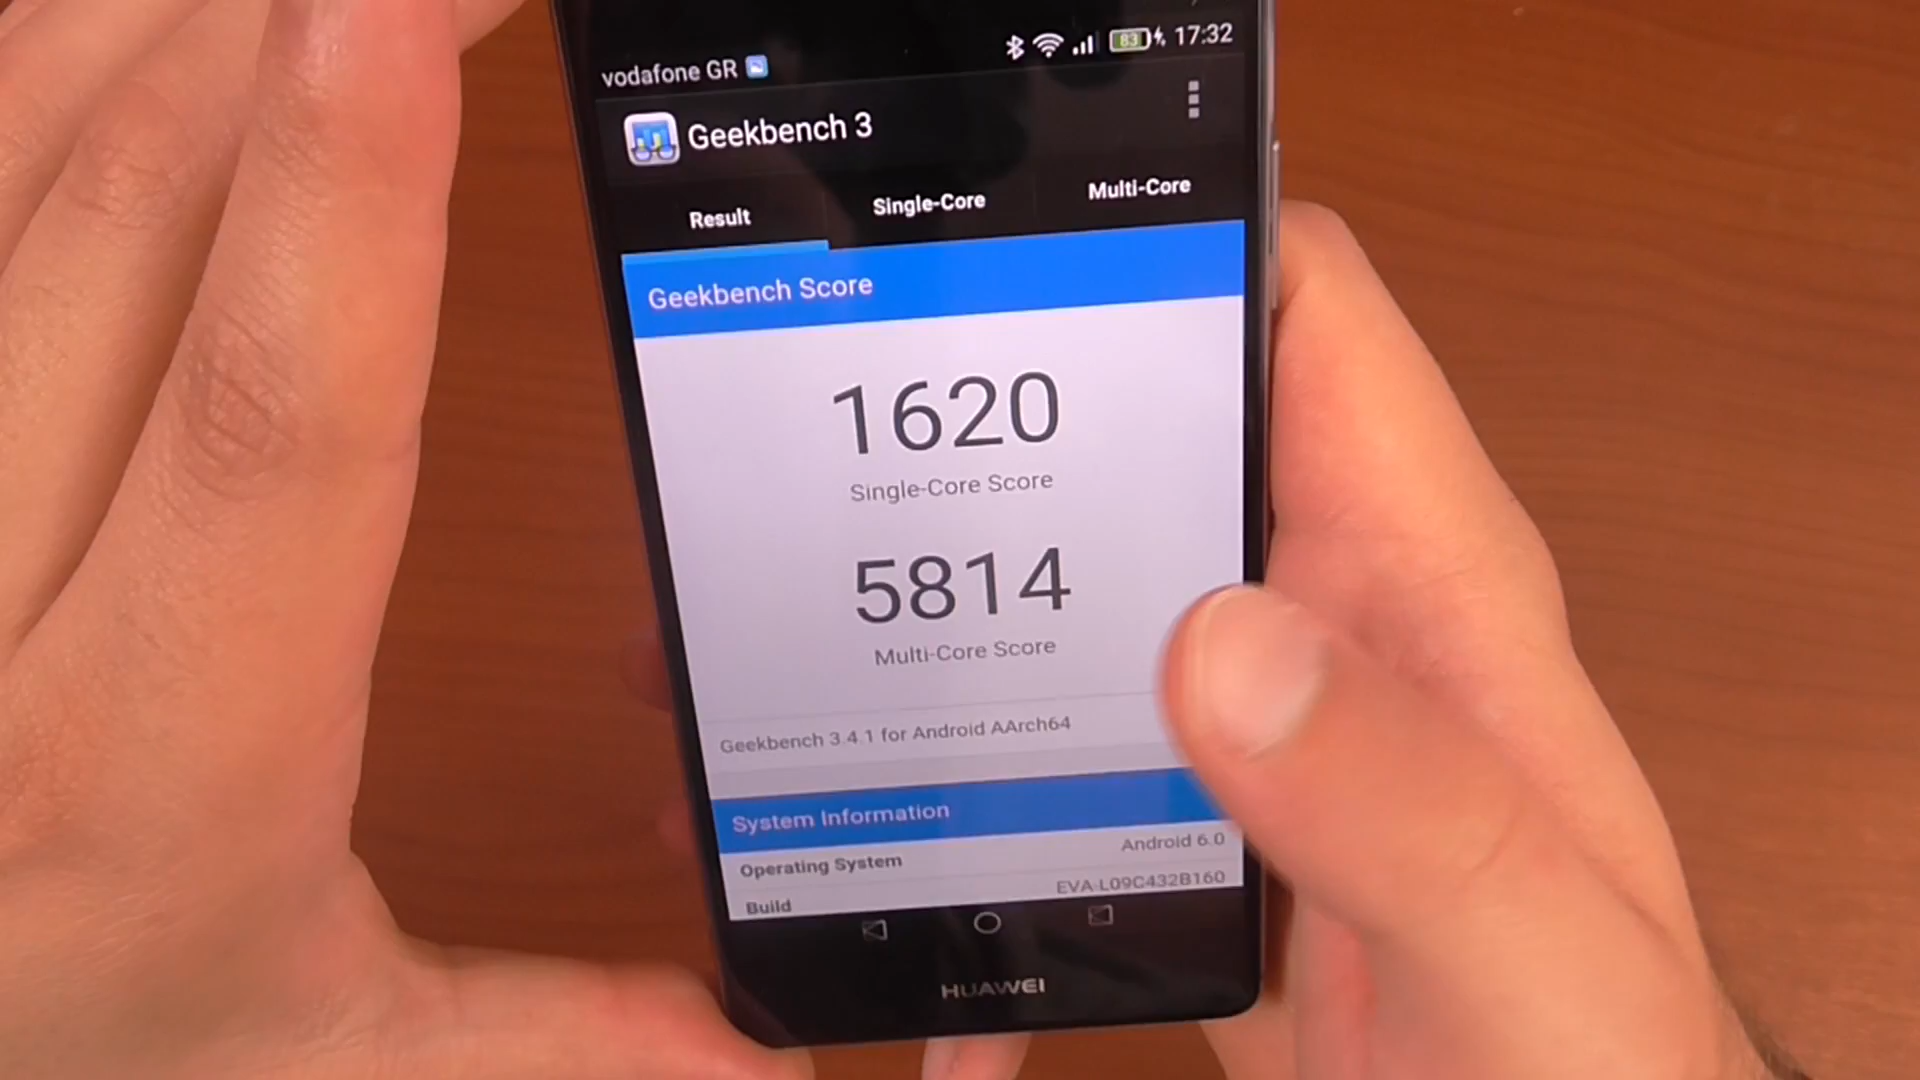 vodafone GR
83 17:32
Geekbench 3
Result Single-Core Multi-Core
Geekbench Score
1620
Single-Core Score
5814
Multi-Core Score
Geekbench 3.4.1 for Android AArch64
System Information
Operating System Android 6.0
Build EVA-L09C432B160
HUAWEI